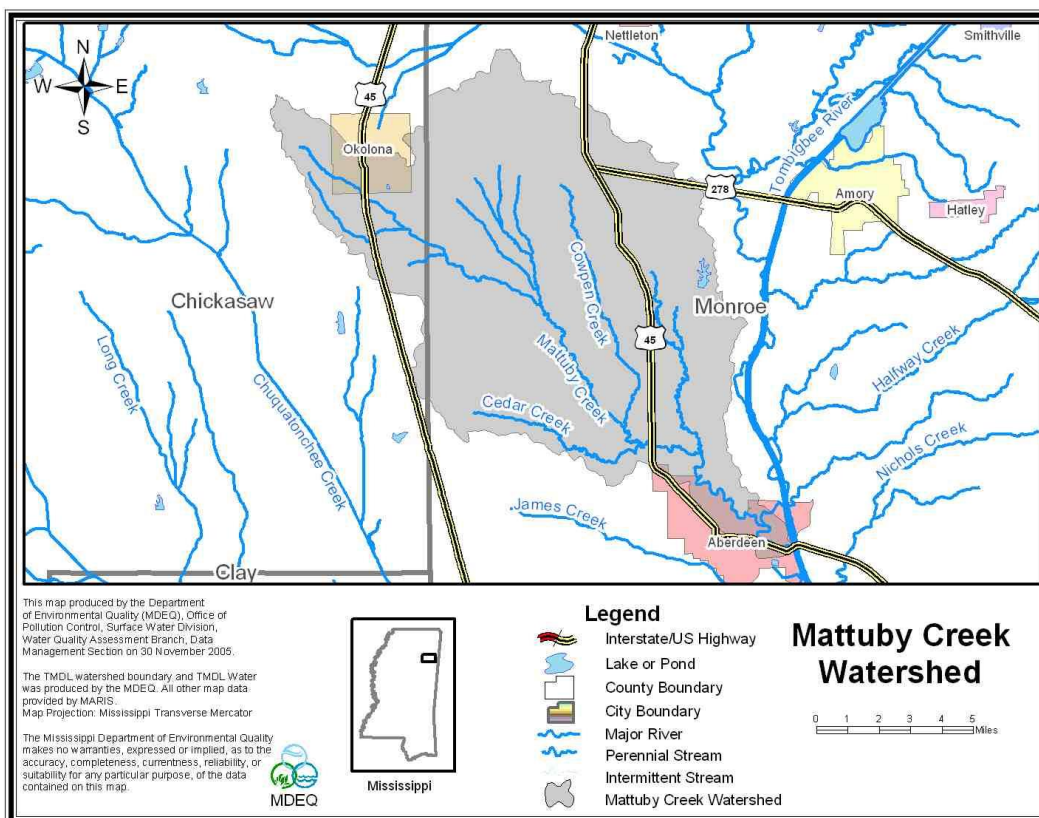 Nettleton
Smithville
N
W E
S
45
Okolona
Tombigbee River
278
Amory
Hatley
Cowpen Creek
Chickasaw
Monroe
45
Long Creek
Mattuby Creek
Halfway Creek
Chuquatonchee Creek
Cedar Creek
Nichols Creek
James Creek
Aberdeen
Clay
This map produced by the Department
of Environmental Quality (MDEQ), Office of
Pollution Control, Surface Water Division,
Water Quality Assessment Branch, Data
Management Section on 30 November 2005.
The TMDL watershed boundary and TMDL Water
was produced by the MDEQ. All other map data
provided by MARIS.
Map Projection: Mississippi Transverse Mercator
The Mississippi Department of Environmental Quality
makes no warranties, expressed or implied, as to the
accuracy, completeness, currentness, reliability, or
suitability for any particular purpose, of the data
contained on this map.
MDEQ
Mississippi
Legend
Interstate/US Highway
Lake or Pond
County Boundary
City Boundary
Major River
Perennial Stream
Intermittent Stream
Mattuby Creek Watershed
Mattuby Creek
Watershed
0 1 2 3 4 5
Miles